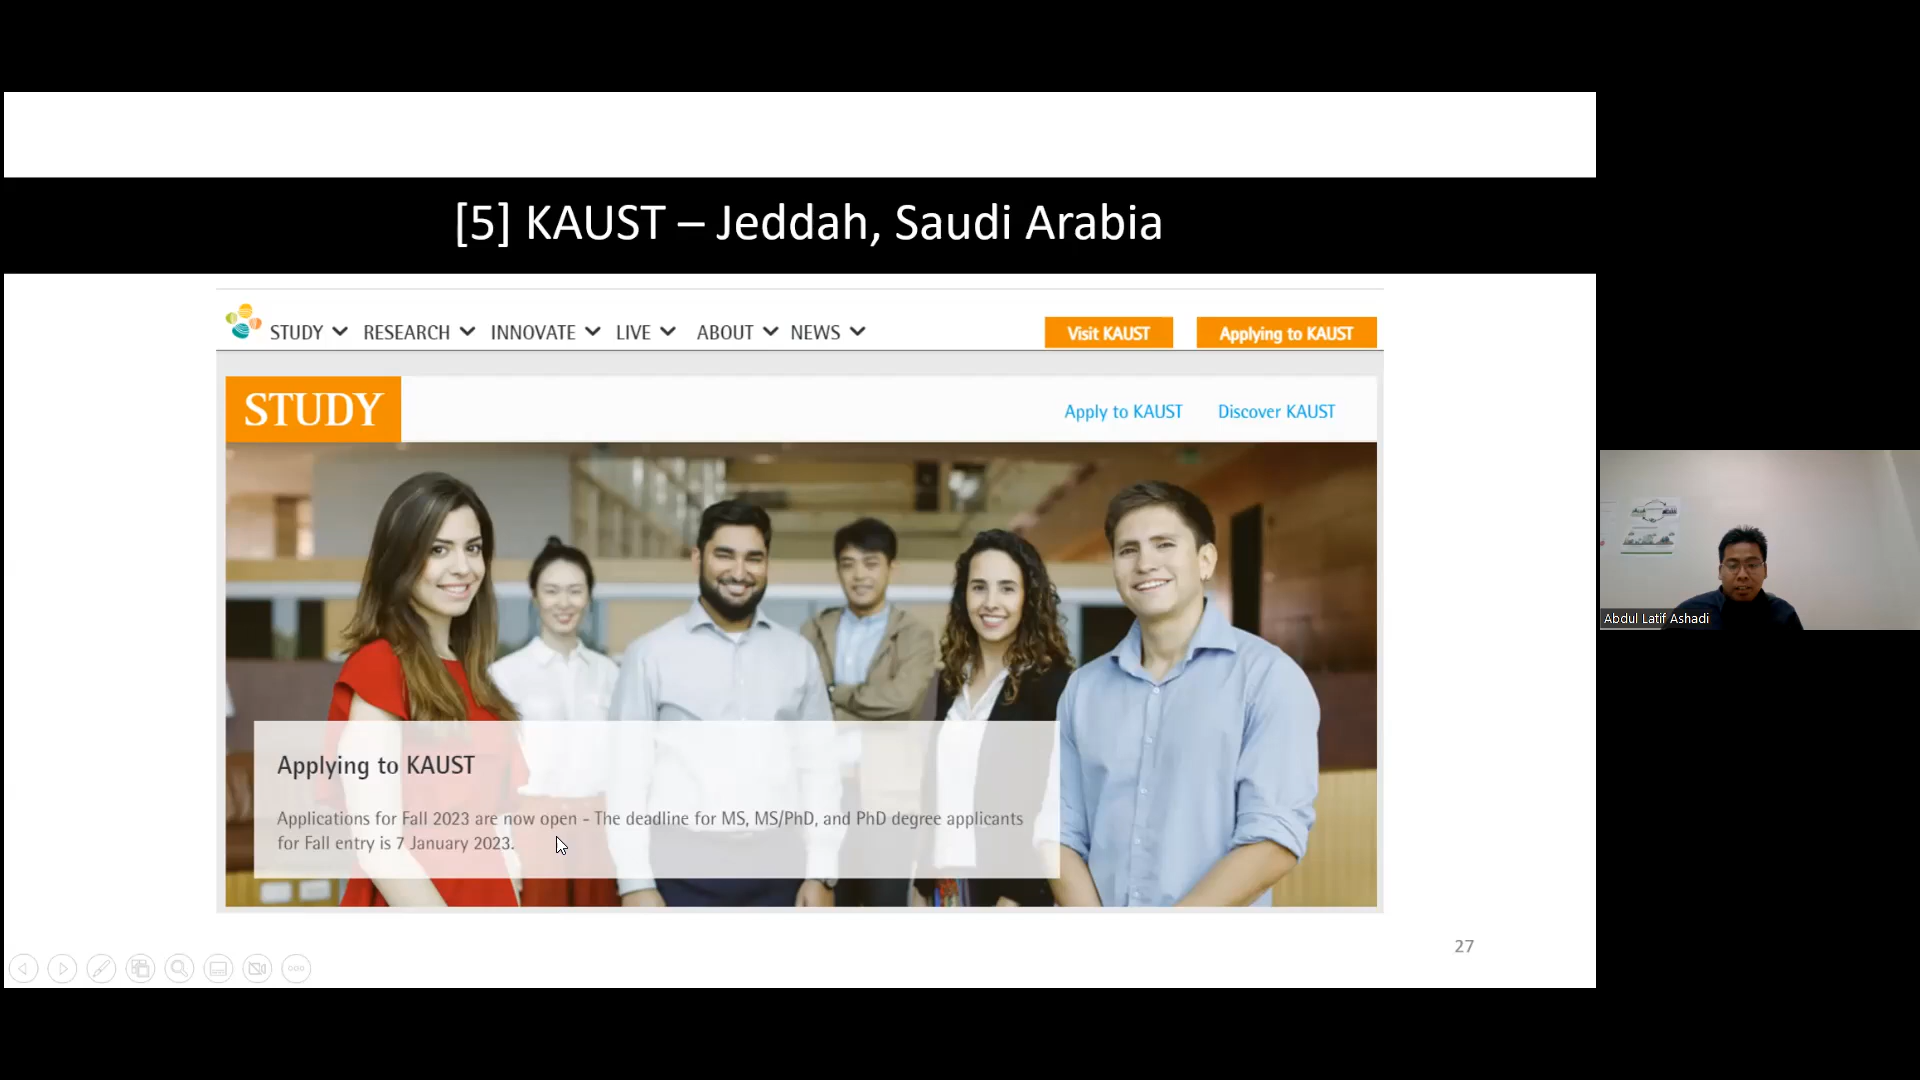 [5] KAUST – Jeddah, Saudi Arabia
STUDY RESEARCH INNOVATE LIVE ABOUT NEWS Visit KAUST Applying to KAUST
STUDY Apply to KAUST Discover KAUST
Applying to KAUST
Applications for Fall 2023 are now open - The deadline for MS, MS/PhD, and PhD degree applicants
for Fall entry is 7 January 2023.
27
Abdul Latif Ashadi